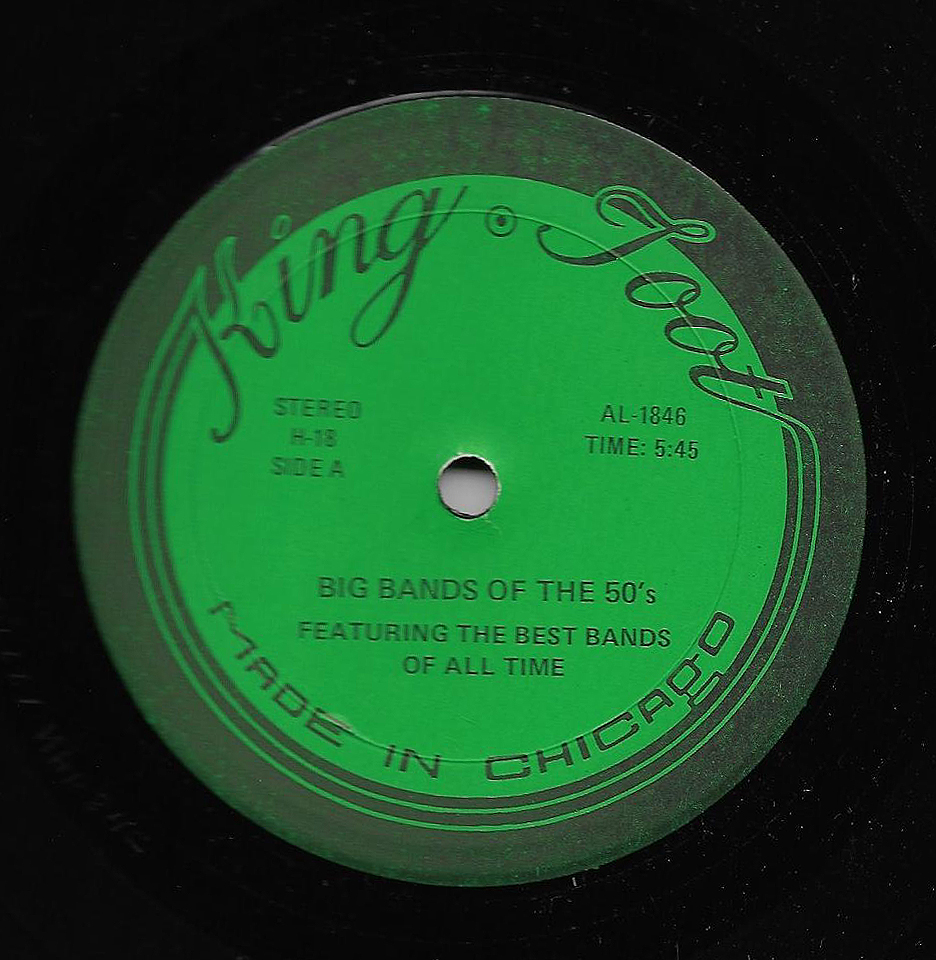 King Toot
STEREO
H-18
SIDE A
AL-1846
TIME: 5:45
BIG BANDS OF THE 50's
FEATURING THE BEST BANDS
OF ALL TIME
MADE IN CHICAGO